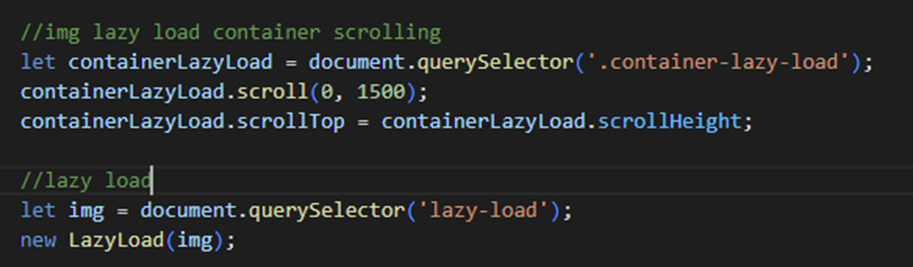 //img lazy load container scrolling
let containerLazyLoad = document.querySelector('.container-lazy-load');
containerLazyLoad.scroll(0, 1500);
containerLazyLoad.scrollTop = containerLazyLoad.scrollHeight;
//lazy load
let img = document.querySelector('lazy-load');
new LazyLoad(img);